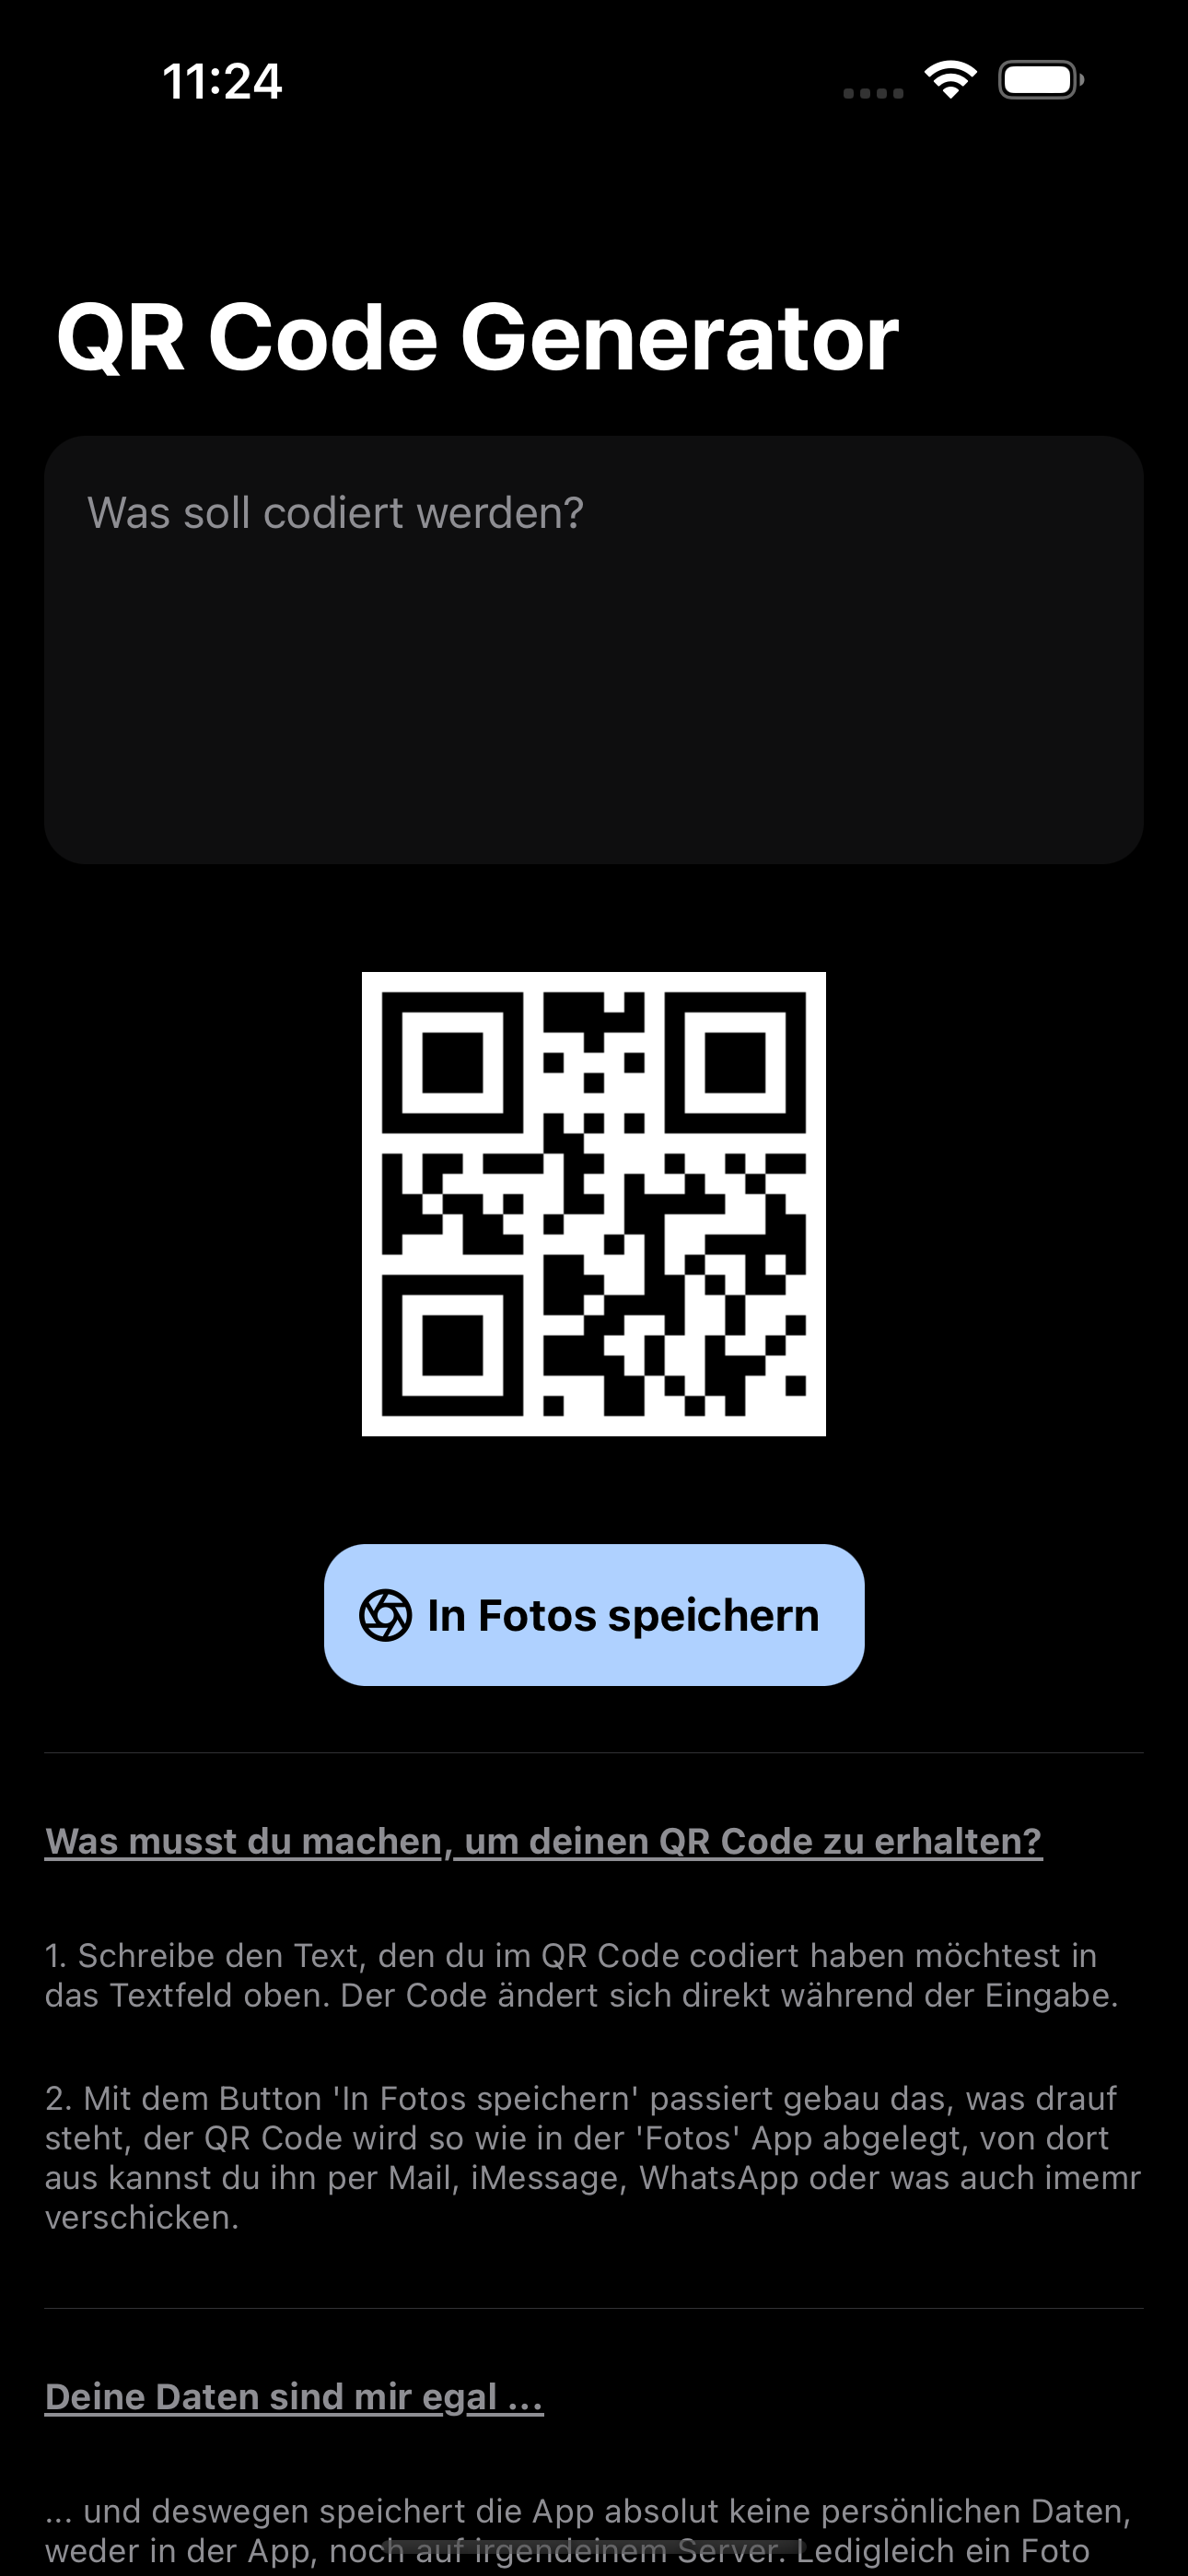 11:24
QR Code Generator
Was soll codiert werden?
In Fotos speichern
Was musst du machen, um deinen QR Code zu erhalten?
1. Schreibe den Text, den du im QR Code codiert haben möchtest in
das Textfeld oben. Der Code ändert sich direkt während der Eingabe.
2. Mit dem Button 'In Fotos speichern' passiert gebau das, was drauf
steht, der QR Code wird so wie in der 'Fotos' App abgelegt, von dort
aus kannst du ihn per Mail, iMessage, WhatsApp oder was auch imemr
verschicken.
Deine Daten sind mir egal ...
... und deswegen speichert die App absolut keine persönlichen Daten,
weder in der App, noch auf irgendeinem Server. Ledigleich ein Foto